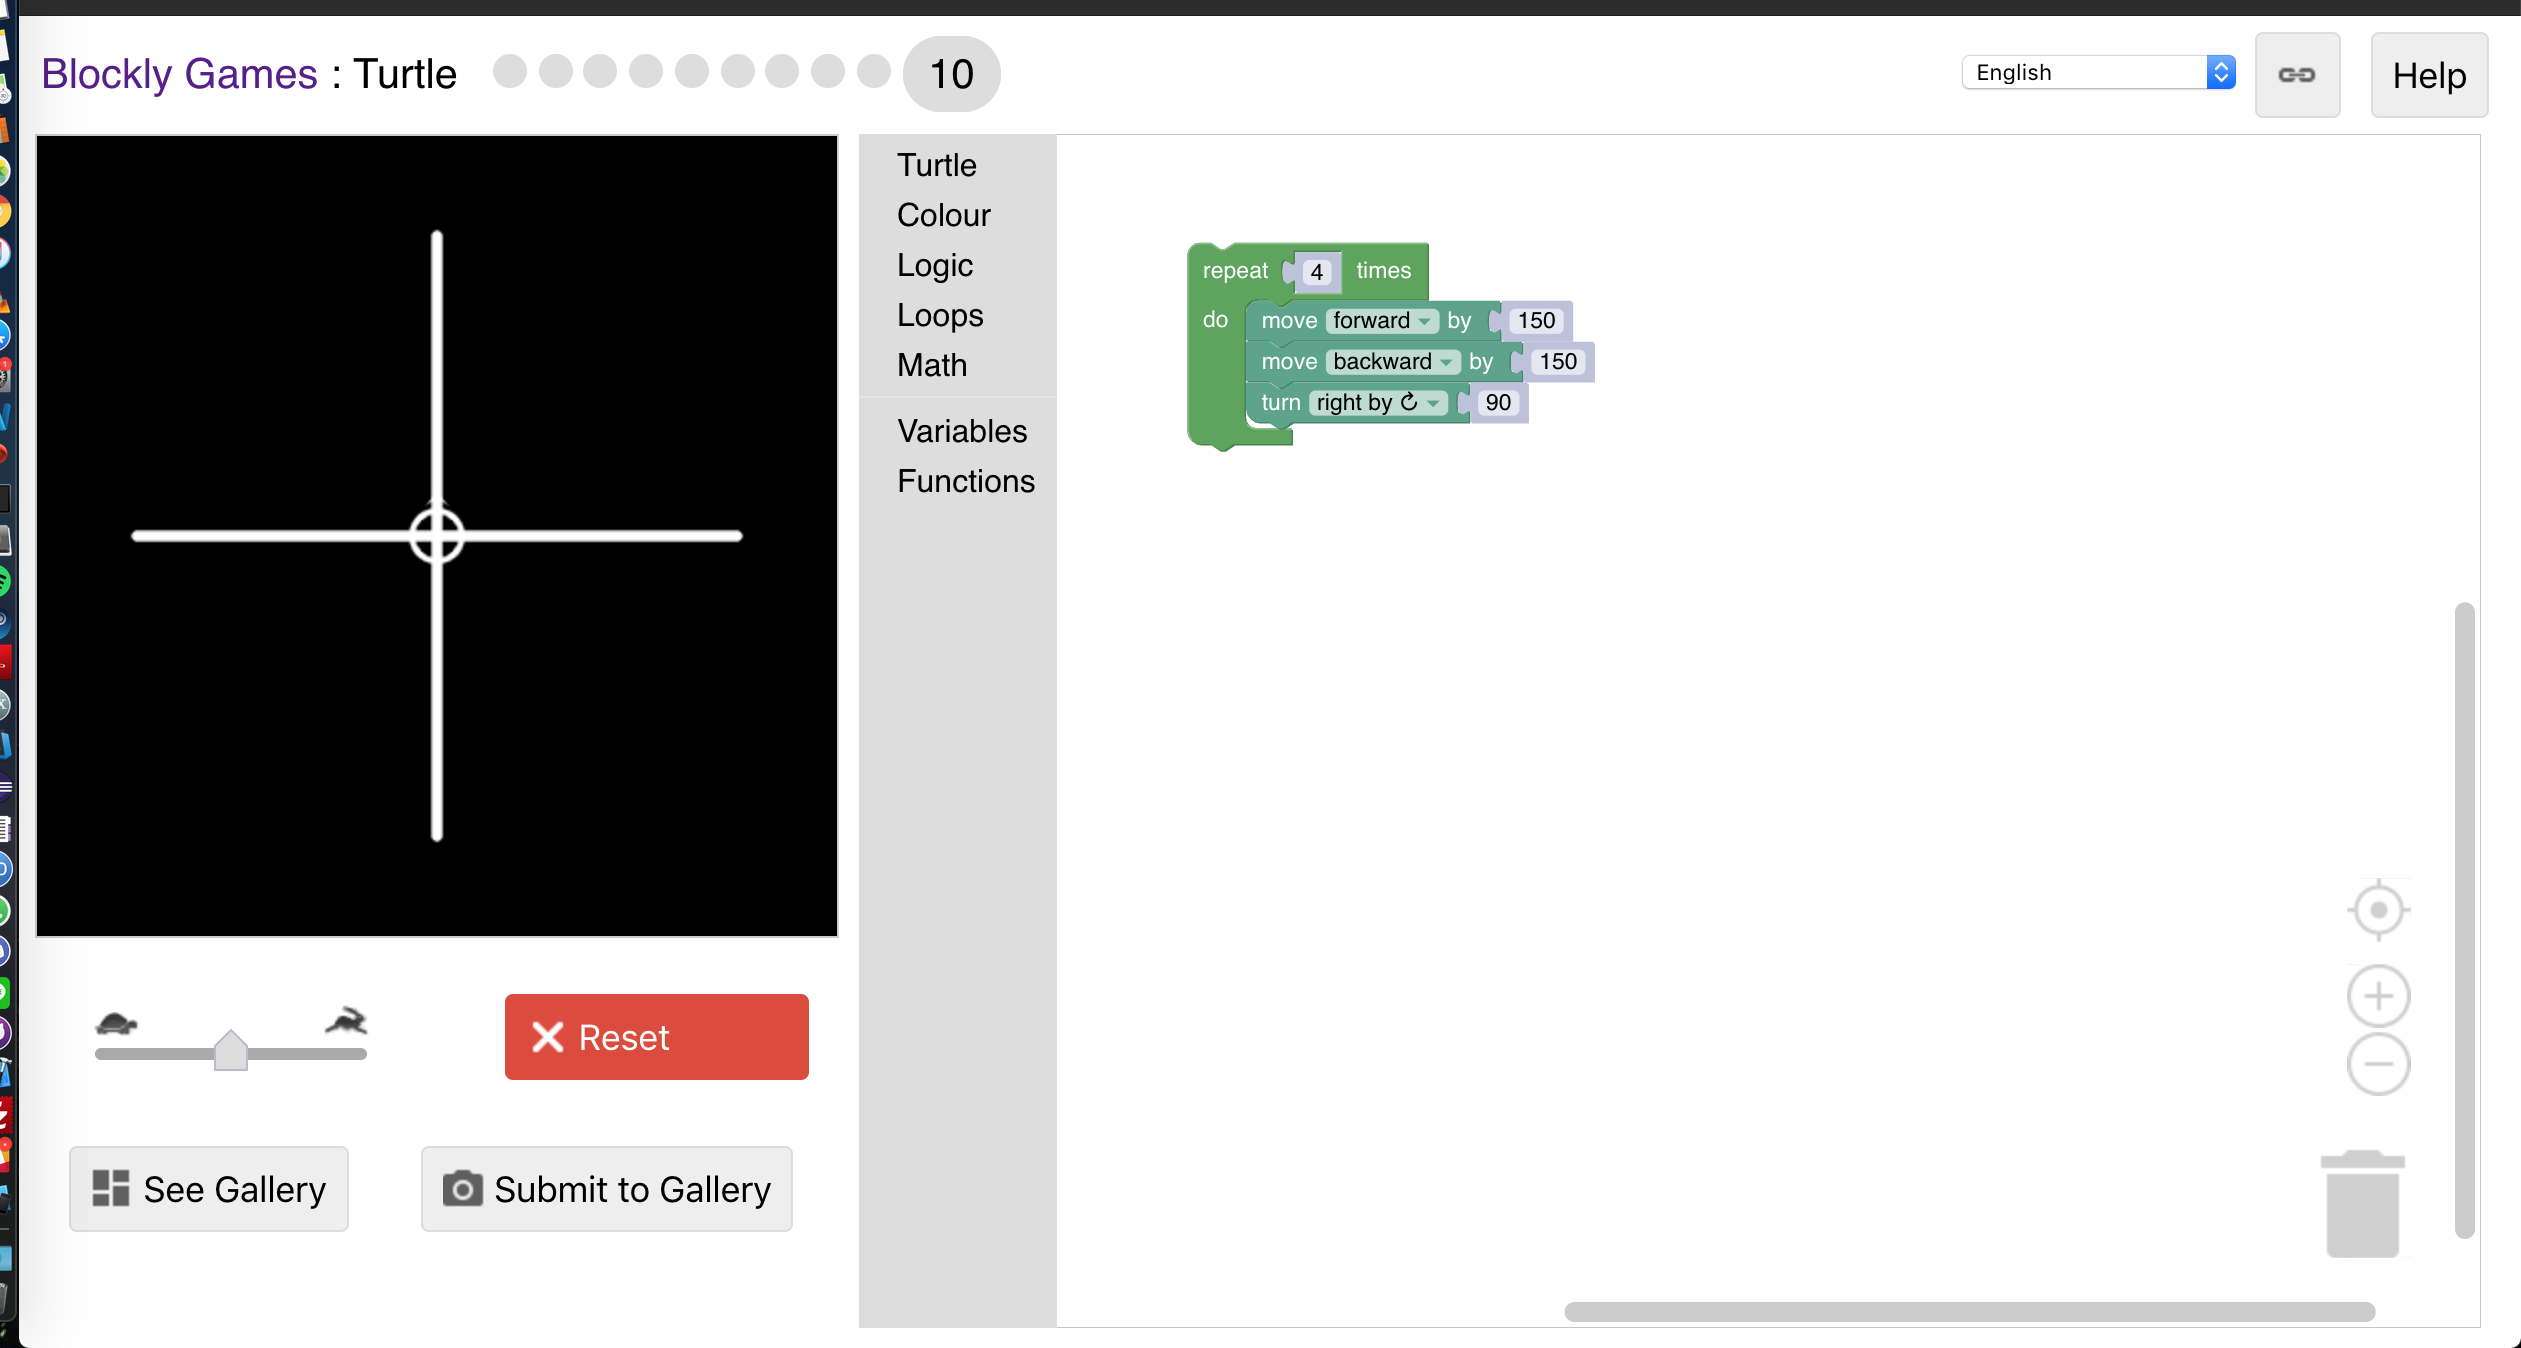 Blockly Games : Turtle 10
English
Help
Turtle
Colour
Logic
Loops
Math
Variables
Functions
repeat 4 times
do move forward by 150
move backward by 150
turn right by ↻ 90
Reset
See Gallery
Submit to Gallery